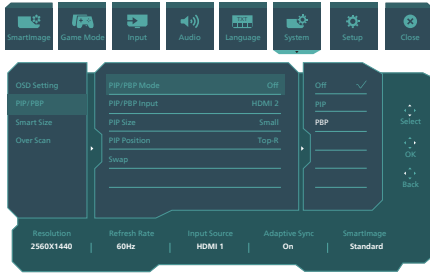 SmartImage Game Mode Input Audio Language System Setup Close
TXT
OSD Setting
PIP/PBP
Smart Size
Over Scan
PIP/PBP Mode Off
PIP/PBP Input HDMI 2
PIP Size Small
PIP Position Top-R
Swap
Off
PIP
PBP
Select
OK
Back
Resolution Refresh Rate Input Source Adaptive Sync SmartImage
2560X1440 | 60Hz | HDMI 1 | On | Standard